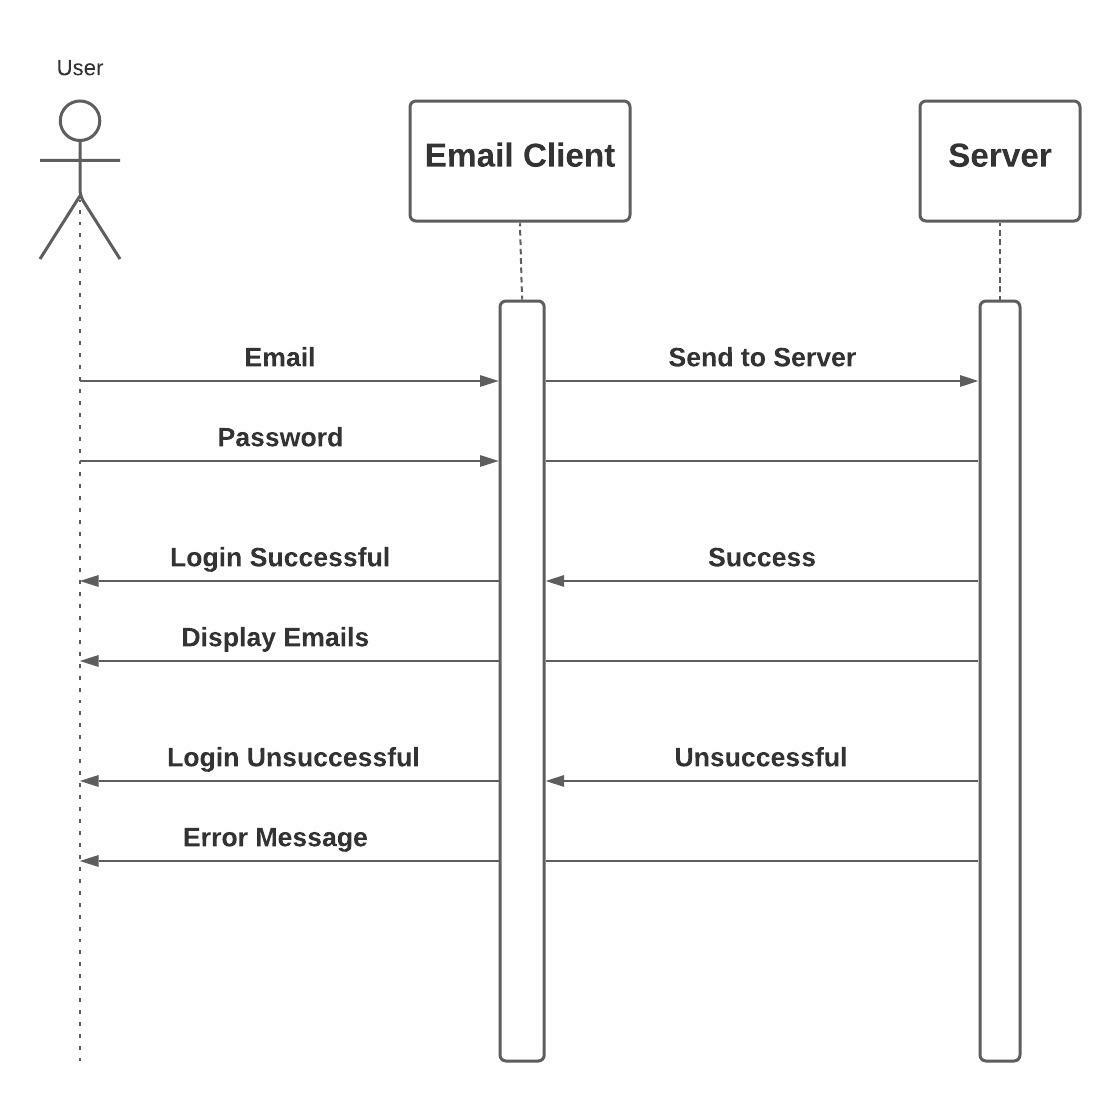 User
Email Client
Server
Email
Send to Server
Password
Login Successful
Success
Display Emails
Login Unsuccessful
Unsuccessful
Error Message